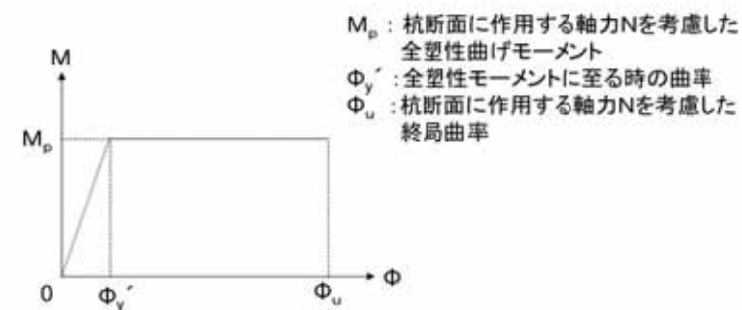 Mp：杭断面に作用する軸力Nを考慮した
全塑性曲げモーメント
Φy´：全塑性モーメントに至る時の曲率
Φu：杭断面に作用する軸力Nを考慮した
終局曲率
M
Mp
0
Φy´
Φu
Φ